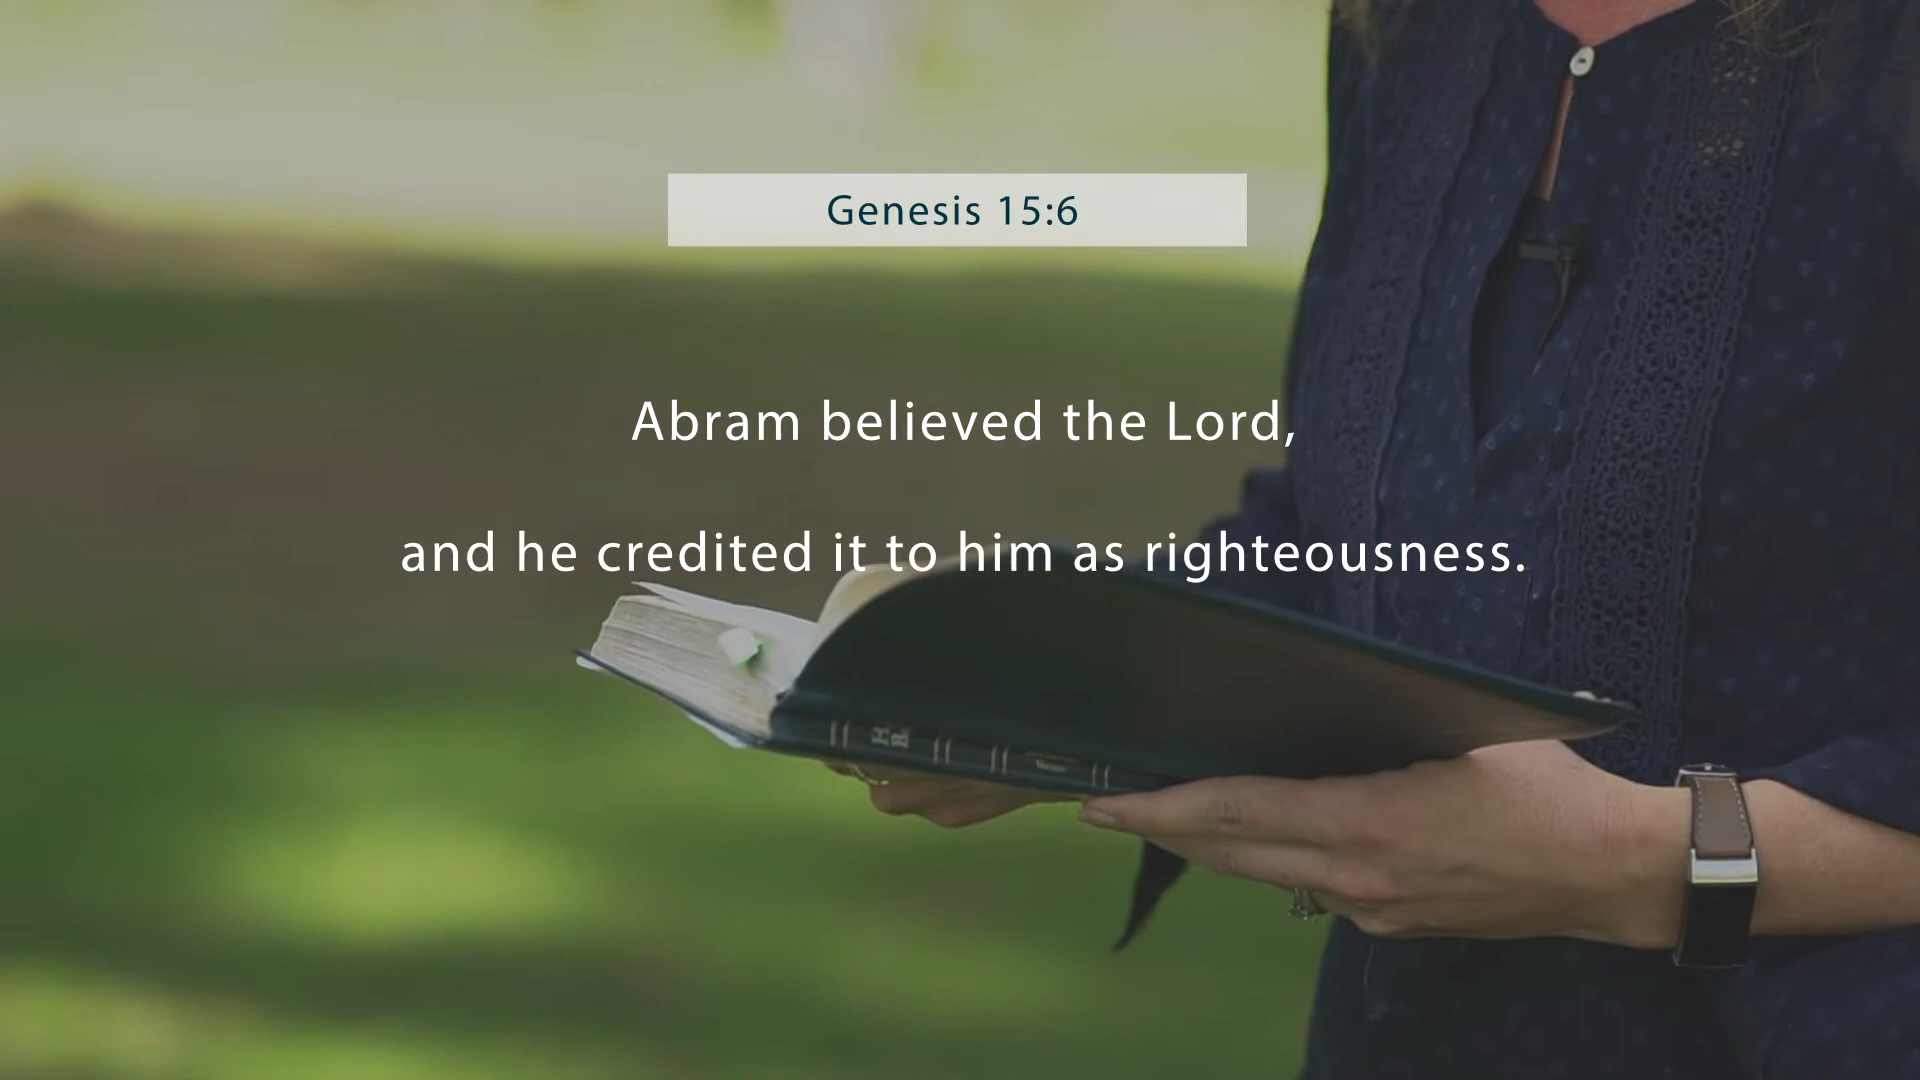 Genesis 15:6
Abram believed the Lord,
and he credited it to him as righteousness.